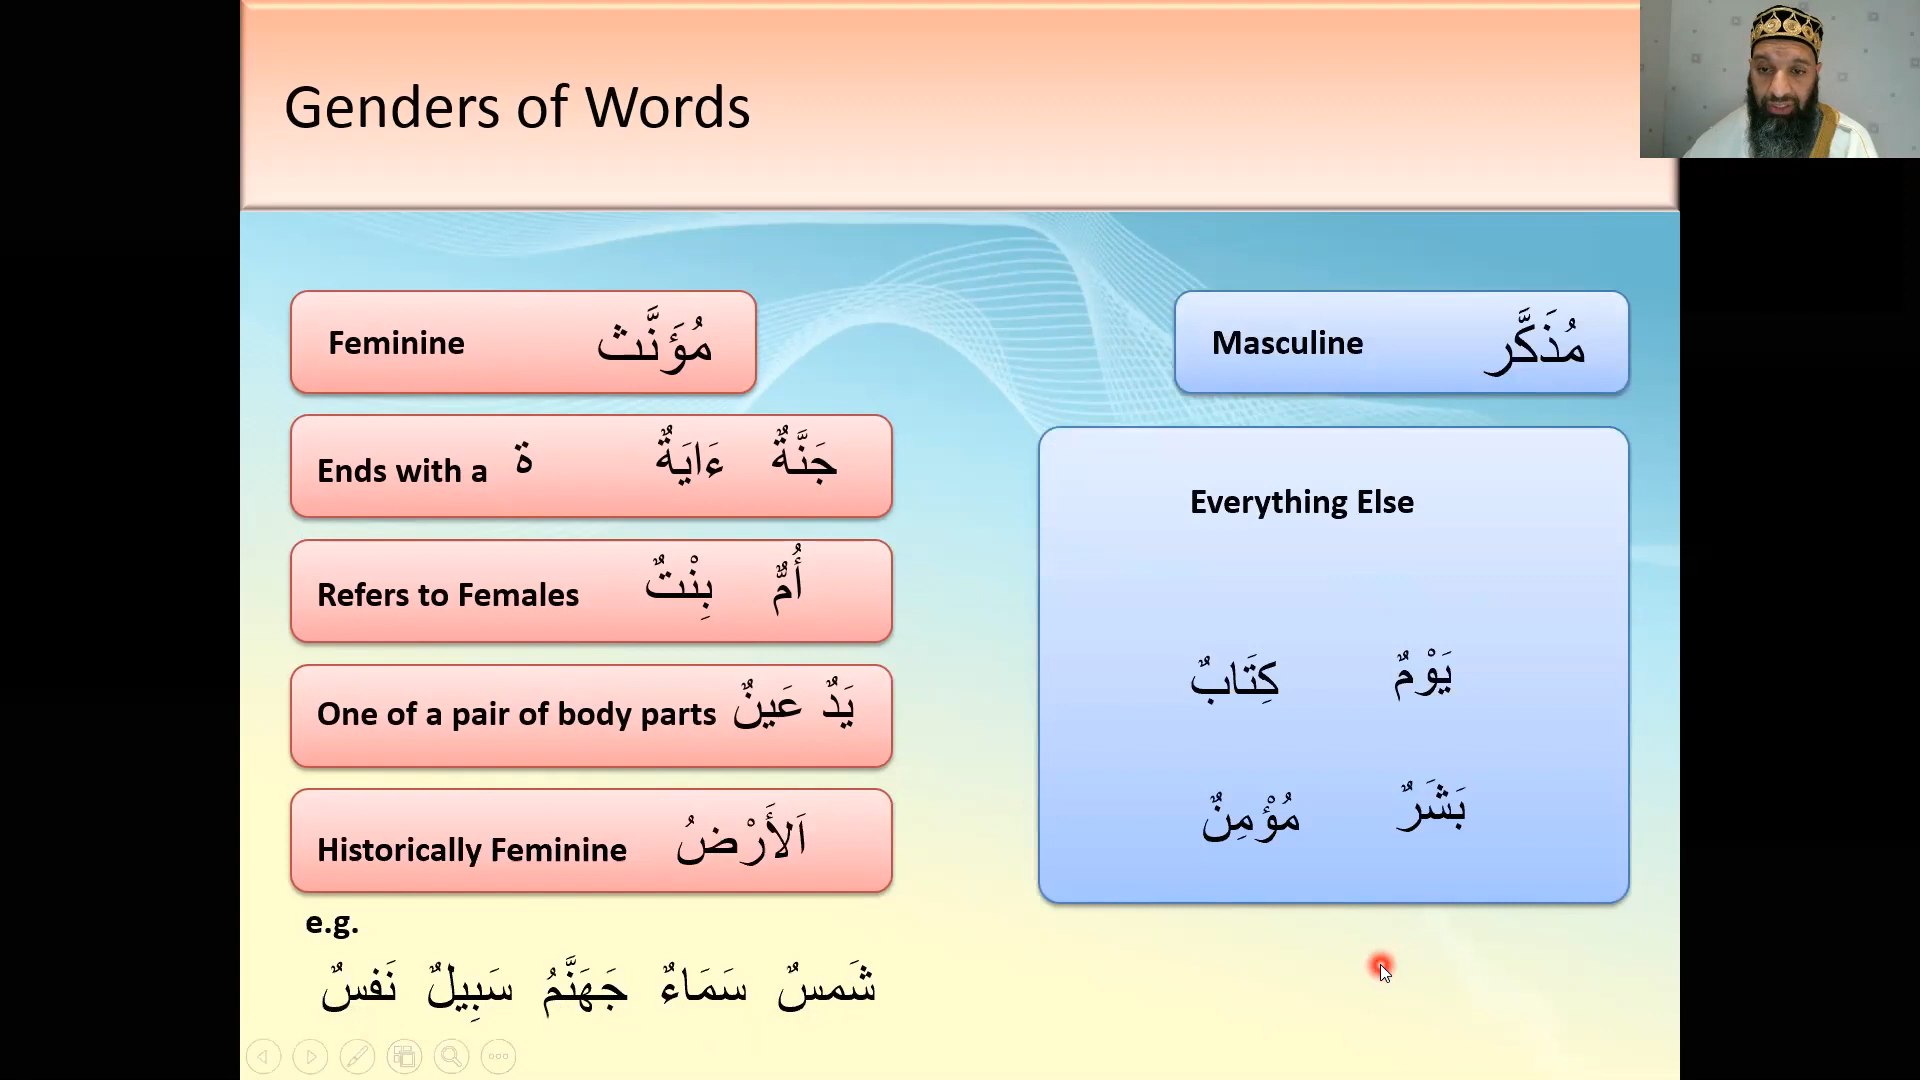 Genders of Words
Feminine مُؤَنَّث
Masculine مُذَكَّر
Ends with a ة جَنَّةٌ ءَايَةٌ
Refers to Females أُمٌّ بِنْتٌ
One of a pair of body parts يَدٌ عَينٌ
Historically Feminine اَلأَرْضُ
e.g.
شَمسٌ سَمَاءٌ جَهَنَّمُ سَبِيلٌ نَفسٌ
Everything Else
يَوْمٌ كِتَابٌ
بَشَرٌ مُؤْمِنٌ